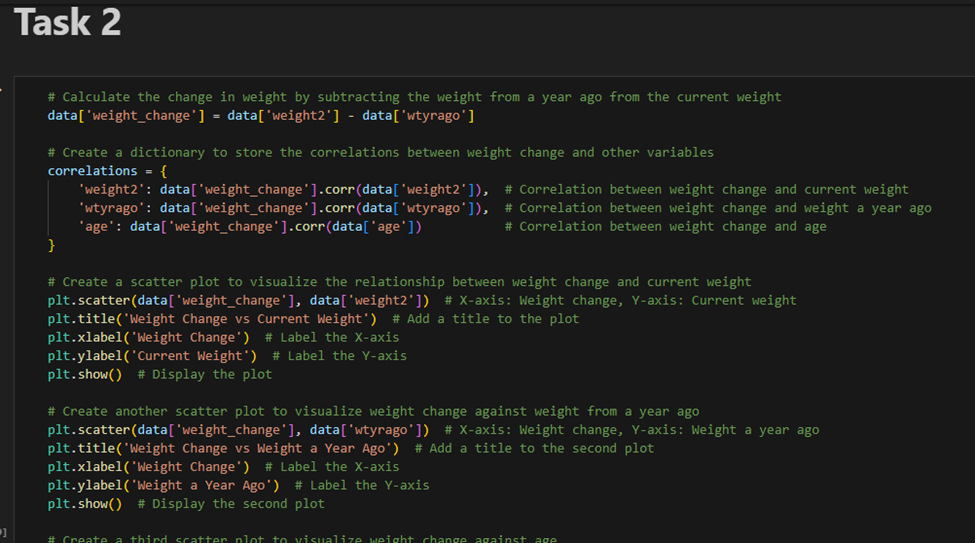 Task 2
# Calculate the change in weight by subtracting the weight from a year ago from the current weight
data['weight_change'] = data['weight2'] - data['wtyrago']
# Create a dictionary to store the correlations between weight change and other variables
correlations = {
'weight2': data['weight_change'].corr(data['weight2']),  # Correlation between weight change and current weight
'wtyrago': data['weight_change'].corr(data['wtyrago']),  # Correlation between weight change and weight a year ago
'age': data['weight_change'].corr(data['age'])           # Correlation between weight change and age
}
# Create a scatter plot to visualize the relationship between weight change and current weight
plt.scatter(data['weight_change'], data['weight2'])  # X-axis: Weight change, Y-axis: Current weight
plt.title('Weight Change vs Current Weight')  # Add a title to the plot
plt.xlabel('Weight Change')  # Label the X-axis
plt.ylabel('Current Weight')  # Label the Y-axis
plt.show()  # Display the plot
# Create another scatter plot to visualize weight change against weight from a year ago
plt.scatter(data['weight_change'], data['wtyrago'])  # X-axis: Weight change, Y-axis: Weight a year ago
plt.title('Weight Change vs Weight a Year Ago')  # Add a title to the second plot
plt.xlabel('Weight Change')  # Label the X-axis
plt.ylabel('Weight a Year Ago')  # Label the Y-axis
plt.show()  # Display the second plot
# Create a third scatter plot to visualize weight change against age